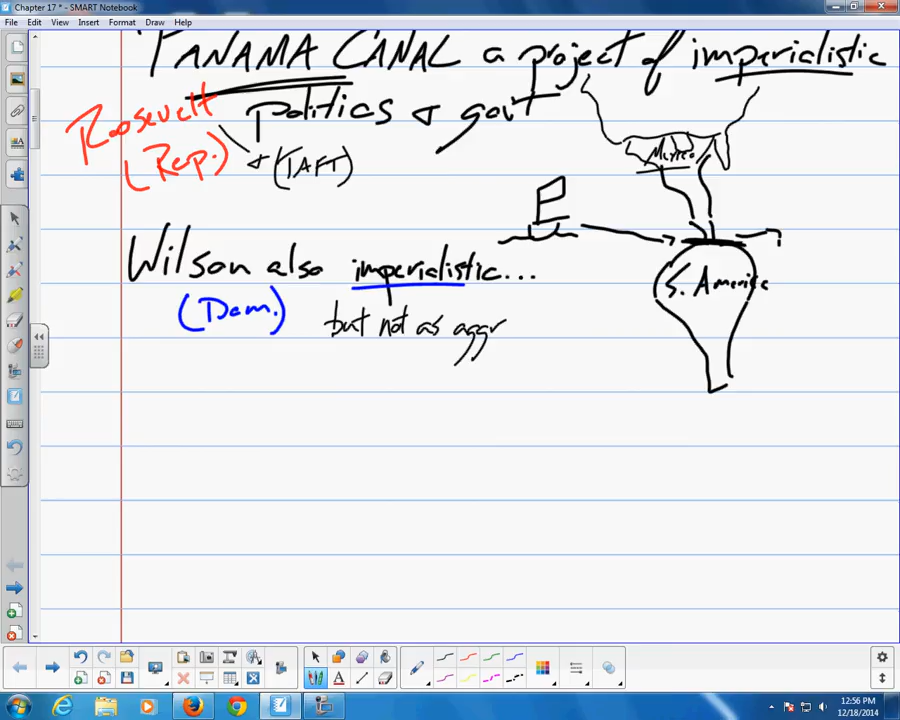 Chapter 17 * - SMART Notebook
File Edit View Insert Format Draw Help
PANAMA CANAL a project of imperialistic
Roosevelt politics & gov't
(Rep.) & (TAFT)
Mexico
Wilson also imperialistic...
S. America
(Dem.)
but not as aggr
12:56 PM
12/18/2014